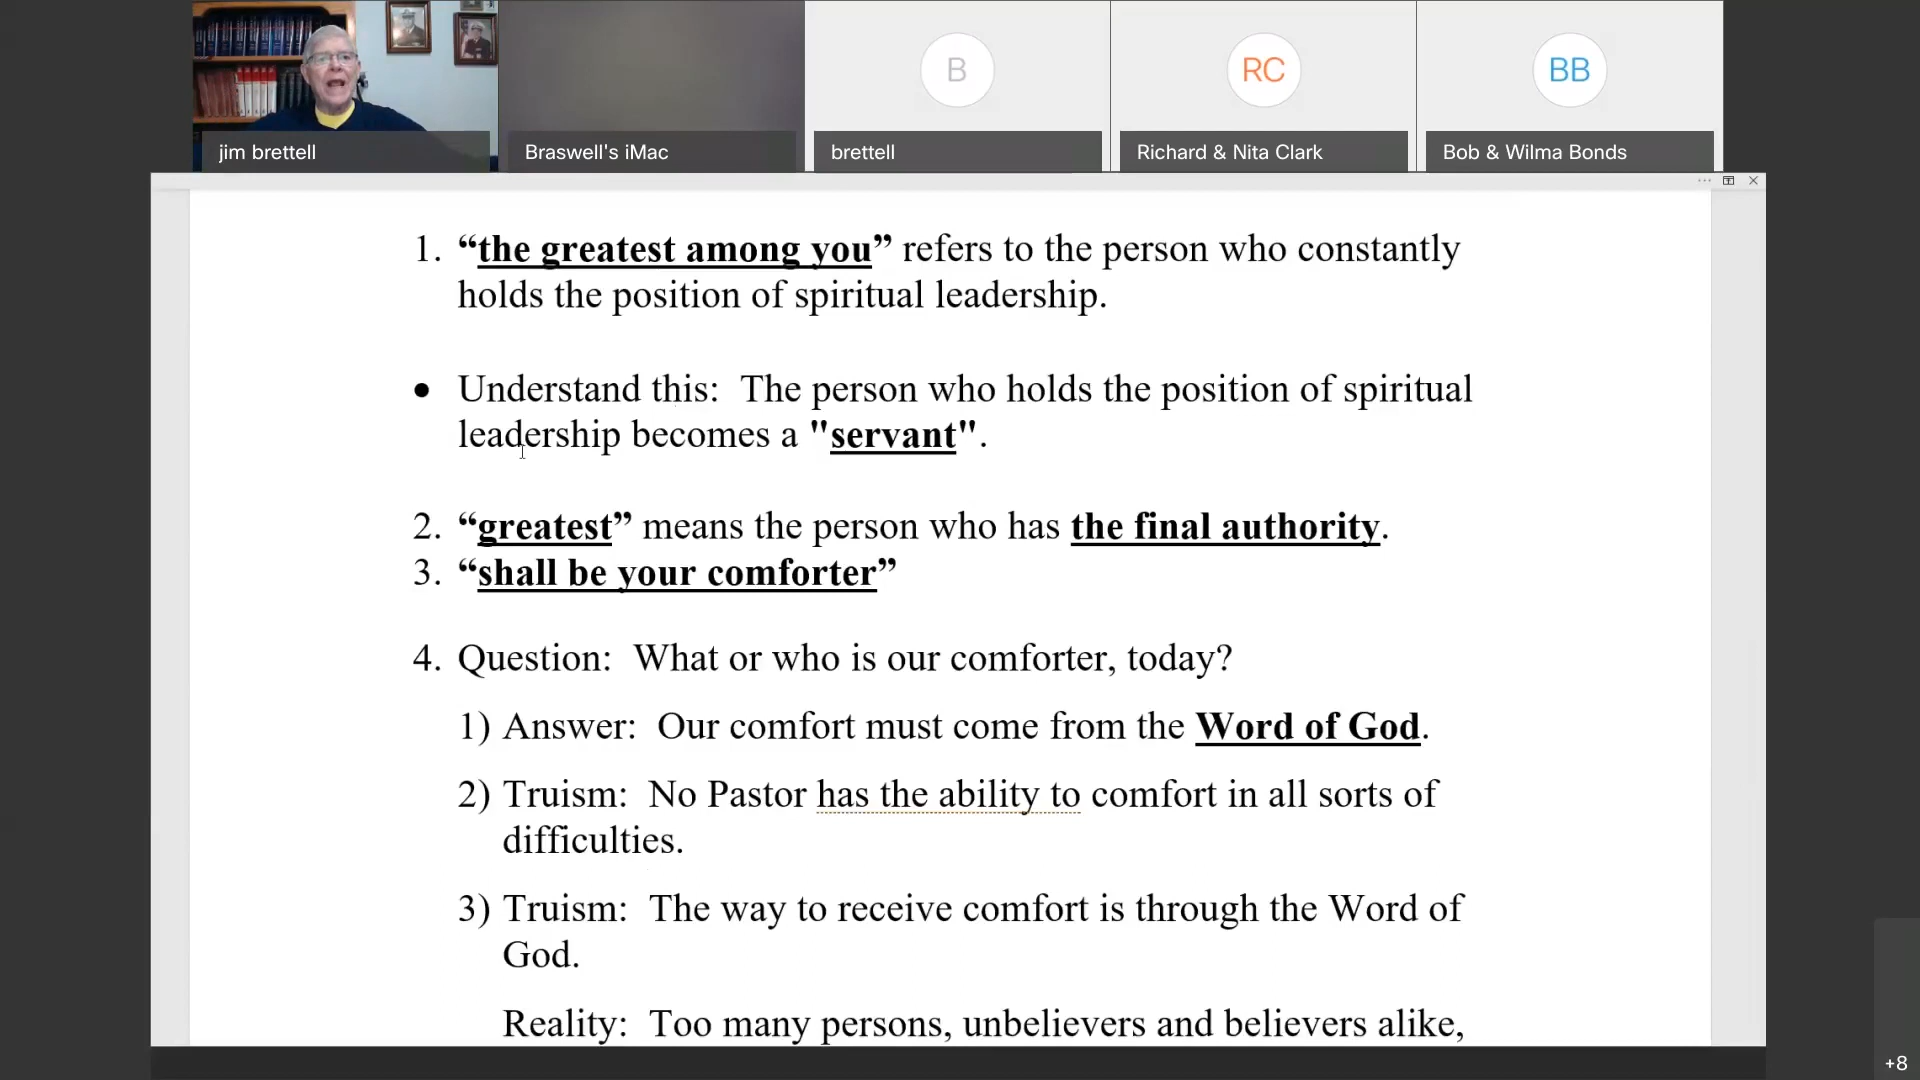 B
RC
BB
jim brettell
Braswell's iMac
brettell
Richard & Nita Clark
Bob & Wilma Bonds
1. “the greatest among you” refers to the person who constantly
holds the position of spiritual leadership.
• Understand this: The person who holds the position of spiritual
leadership becomes a "servant".
2. “greatest” means the person who has the final authority.
3. “shall be your comforter”
4. Question: What or who is our comforter, today?
1) Answer: Our comfort must come from the Word of God.
2) Truism: No Pastor has the ability to comfort in all sorts of
difficulties.
3) Truism: The way to receive comfort is through the Word of
God.
Reality: Too many persons, unbelievers and believers alike,
+8